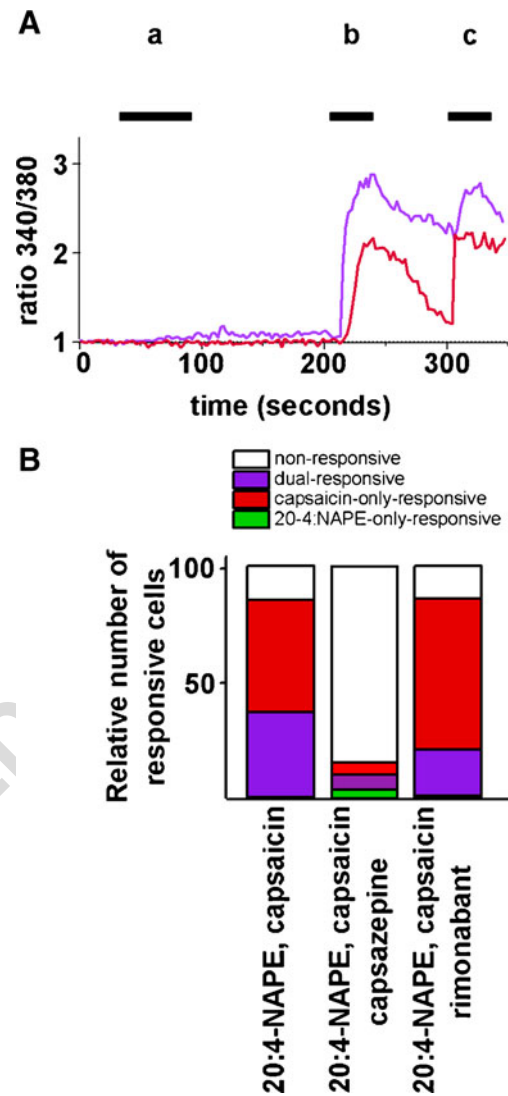 A
a b c
3
2
1
ratio 340/380
0 100 200 300
time (seconds)
B
non-responsive
dual-responsive
capsaicin-only-responsive
20-4:NAPE-only-responsive
100
50
Relative number of
responsive cells
20:4-NAPE, capsaicin
20:4-NAPE, capsaicin
capsazepine
20:4-NAPE, capsaicin
rimonabant